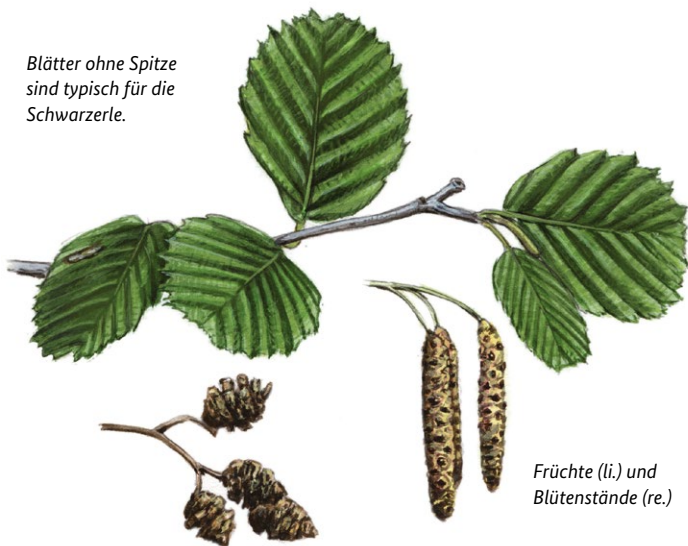 Blätter ohne Spitze
sind typisch für die
Schwarzerle.
Früchte (li.) und
Blütenstände (re.)